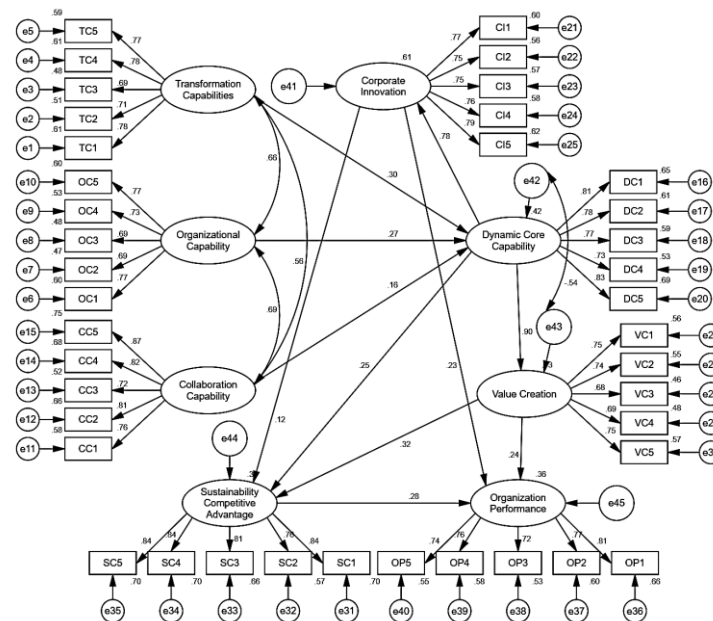 .59
e5 TC5 .77
.61
e4 TC4 .78
.48
e3 TC3 .69
.51
e2 TC2 .71
.61
e1 TC1 .78
Transformation
Capabilities
.60
e10 OC5 .77
.53
e9 OC4 .73
.48
e8 OC3 .69
.47
e7 OC2 .69
.60
e6 OC1 .77
Organizational
Capability
.75
e15 CC5 .87
.68
e14 CC4 .82
.52
e13 CC3 .72
.66
e12 CC2 .81
.58
e11 CC1 .76
Collaboration
Capability
.66
.56
.69
e41
.61
Corporate
Innovation
.60
.77 CI1 e21
.56
.75 CI2 e22
.57
.75 CI3 e23
.58
.76 CI4 e24
.62
.79 CI5 e25
.78
.30
.27
.16
e42
.42
Dynamic Core
Capability
.65
.81 DC1 e16
.61
.78 DC2 e17
.59
.77 DC3 e18
.53
.73 DC4 e19
.69
.83 DC5 e20
-.54
.90
e43
Value Creation
.56
.75 VC1
.55
.74 VC2
.46
.68 VC3
.48
.69 VC4
.57
.75 VC5
.25
.23
.12
.32
.24
e44
Sustainability
Competitive
Advantage
.28
.36
Organization
Performance
e45
.84 .84 .81 .76 .84
SC5 SC4 SC3 SC2 SC1
.70 .70 .66 .57 .70
e35 e34 e33 e32 e31
.74 .76 .72 .77 .81
OP5 OP4 OP3 OP2 OP1
.55 .58 .53 .60 .66
e40 e39 e38 e37 e36